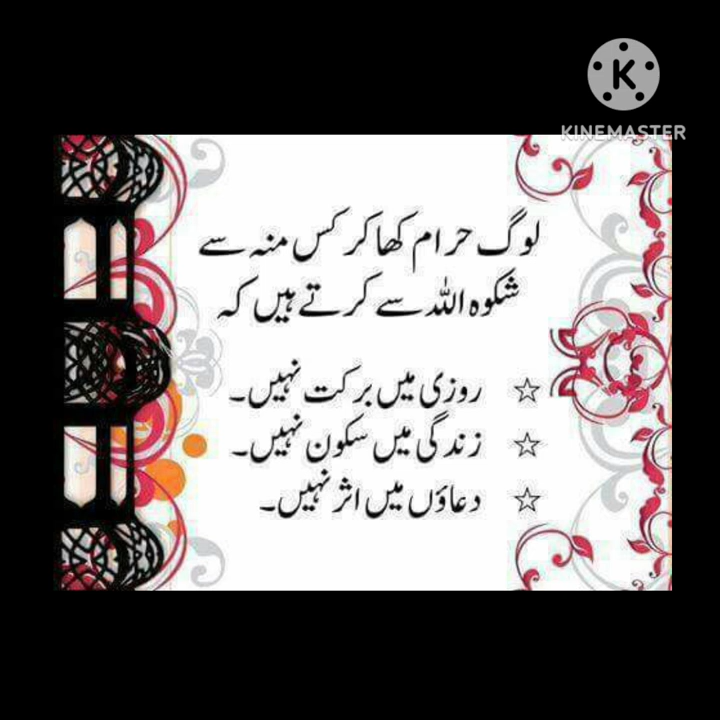 KINEMASTER
لوگ حرام کھا کر کس منہ سے
شکوہ اللہ سے کرتے ہیں کہ
☆ روزی میں برکت نہیں۔
☆ زندگی میں سکون نہیں۔
☆ دعاؤں میں اثر نہیں۔